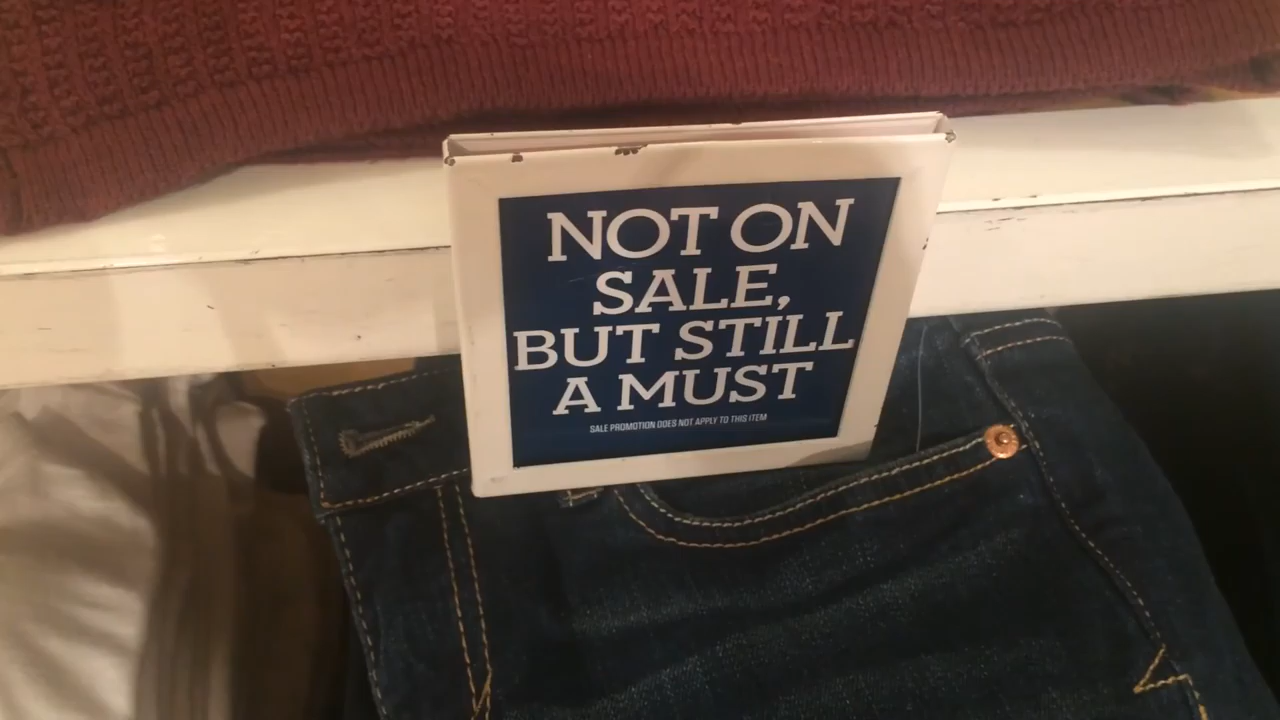 NOT ON
SALE,
BUT STILL
A MUST
SALE PROMOTION DOES NOT APPLY TO THIS ITEM